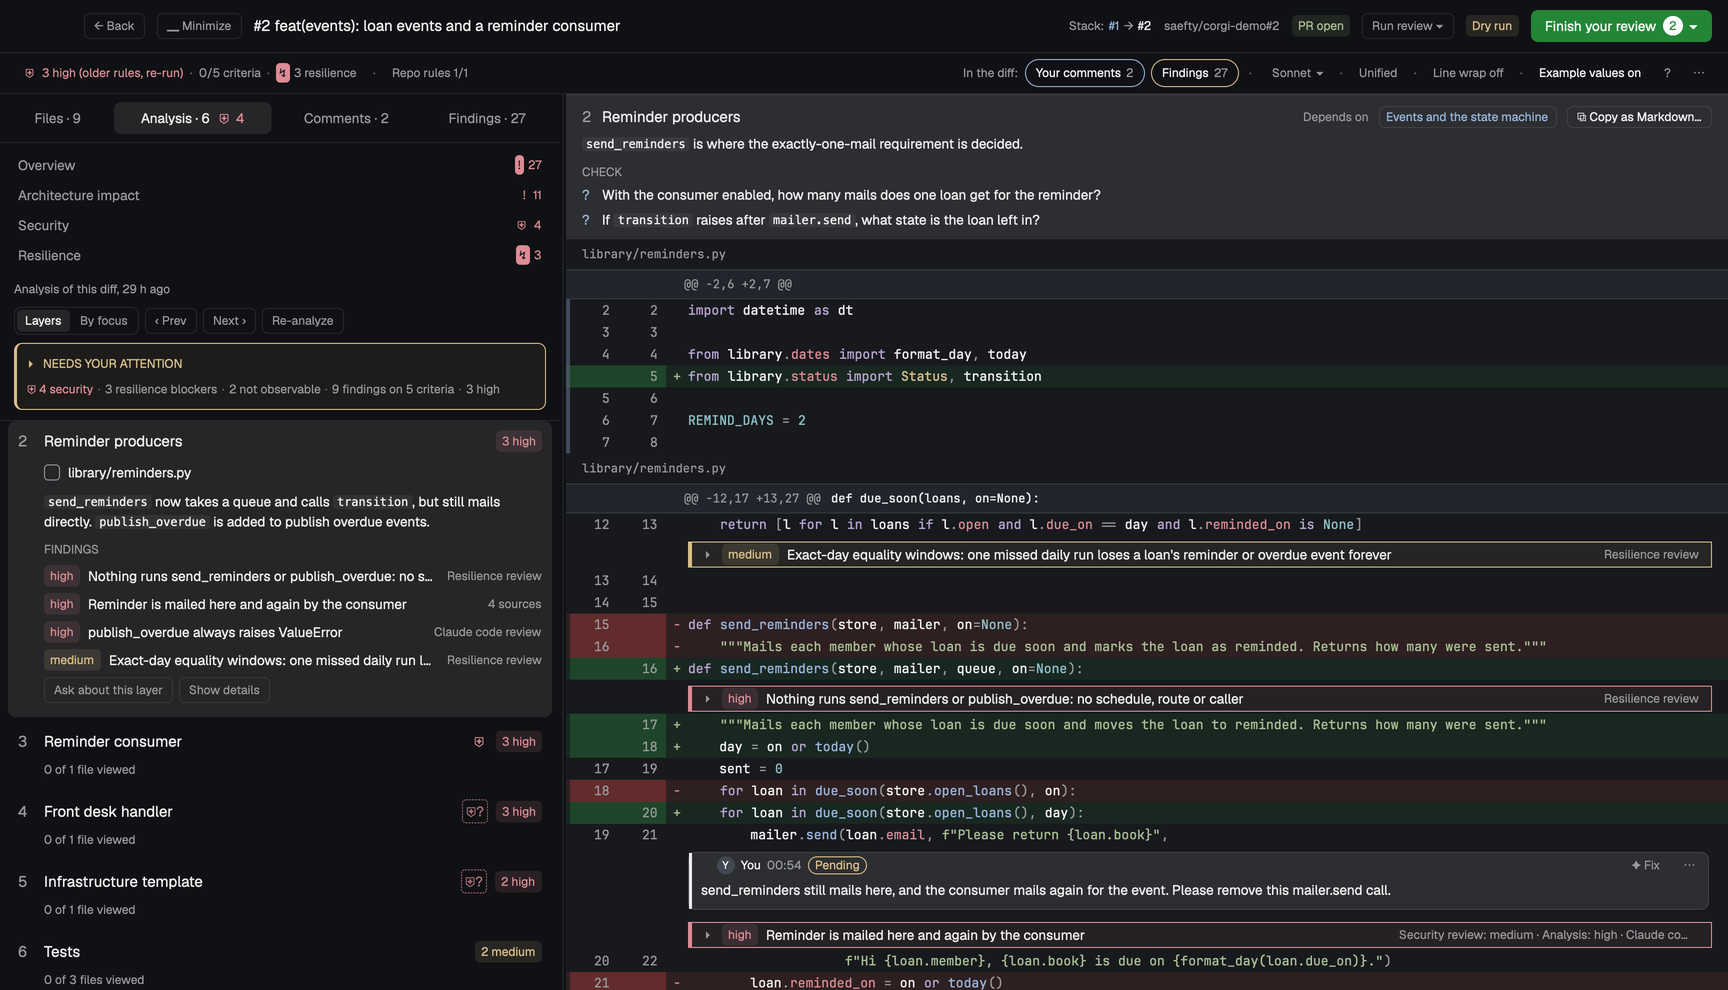 ← Back
Minimize
#2 feat(events): loan events and a reminder consumer
Stack: #1 → #2
saefty/corgi-demo#2
PR open
Run review
Dry run
Finish your review 2
3 high (older rules, re-run) · 0/5 criteria · 3 resilience · Repo rules 1/1
In the diff:
Your comments 2
Findings 27
· Sonnet · Unified · Line wrap off · Example values on ? ···
Files · 9
Analysis · 6 4
Comments · 2
Findings · 27
Overview ! 27
Architecture impact ! 11
Security 4
Resilience 3
Analysis of this diff, 29 h ago
Layers
By focus
‹ Prev
Next ›
Re-analyze
NEEDS YOUR ATTENTION
4 security · 3 resilience blockers · 2 not observable · 9 findings on 5 criteria · 3 high
2 Reminder producers 3 high
library/reminders.py
send_reminders now takes a queue and calls transition, but still mails
directly. publish_overdue is added to publish overdue events.
FINDINGS
high Nothing runs send_reminders or publish_overdue: no s... Resilience review
high Reminder is mailed here and again by the consumer 4 sources
high publish_overdue always raises ValueError Claude code review
medium Exact-day equality windows: one missed daily run l... Resilience review
Ask about this layer
Show details
3 Reminder consumer 3 high
0 of 1 file viewed
4 Front desk handler ? 3 high
0 of 1 file viewed
5 Infrastructure template ? 2 high
0 of 1 file viewed
6 Tests 2 medium
0 of 3 files viewed
2 Reminder producers
Depends on
Events and the state machine
Copy as Markdown...
send_reminders is where the exactly-one-mail requirement is decided.
CHECK
? With the consumer enabled, how many mails does one loan get for the reminder?
? If transition raises after mailer.send, what state is the loan left in?
library/reminders.py
@@ -2,6 +2,7 @@
2 2 import datetime as dt
3 3
4 4 from library.dates import format_day, today
5 + from library.status import Status, transition
5 6
6 7 REMIND_DAYS = 2
7 8
library/reminders.py
@@ -12,17 +13,27 @@ def due_soon(loans, on=None):
12 13 return [l for l in loans if l.open and l.due_on == day and l.reminded_on is None]
medium Exact-day equality windows: one missed daily run loses a loan's reminder or overdue event forever Resilience review
13 14
14 15
15 - def send_reminders(store, mailer, on=None):
16 - """Mails each member whose loan is due soon and marks the loan as reminded. Returns how many were sent."""
16 + def send_reminders(store, mailer, queue, on=None):
high Nothing runs send_reminders or publish_overdue: no schedule, route or caller Resilience review
17 + """Mails each member whose loan is due soon and moves the loan to reminded. Returns how many were sent."""
18 + day = on or today()
17 19 sent = 0
18 - for loan in due_soon(store.open_loans(), on):
20 + for loan in due_soon(store.open_loans(), day):
19 21 mailer.send(loan.email, f"Please return {loan.book}",
Y You 00:54 Pending
Fix ···
send_reminders still mails here, and the consumer mails again for the event. Please remove this mailer.send call.
high Reminder is mailed here and again by the consumer Security review: medium · Analysis: high · Claude co...
20 22 f"Hi {loan.member}, {loan.book} is due on {format_day(loan.due_on)}.")
21 - loan.reminded_on = on or today()